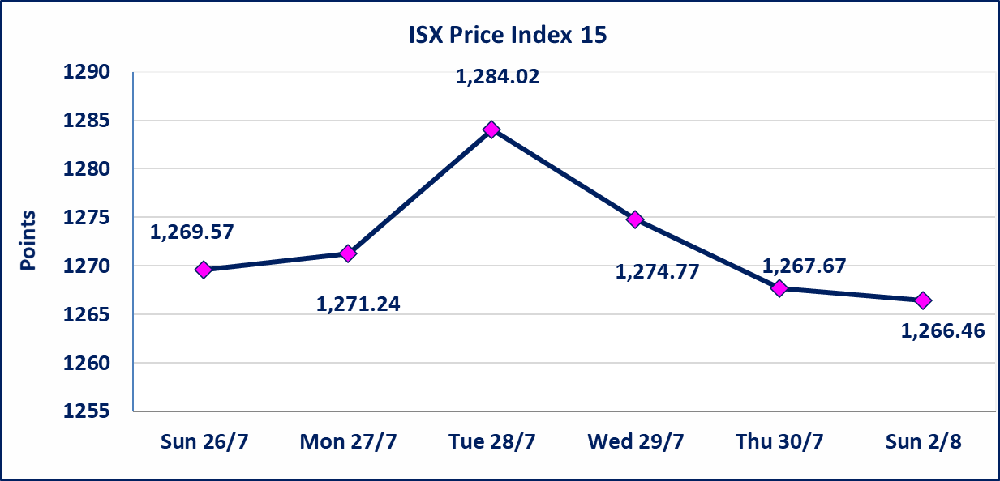 ISX Price Index 15
1290
1285
1280
1275
1270
1265
1260
1255
Points
1,269.57
1,271.24
1,284.02
1,274.77
1,267.67
1,266.46
Sun 26/7
Mon 27/7
Tue 28/7
Wed 29/7
Thu 30/7
Sun 2/8